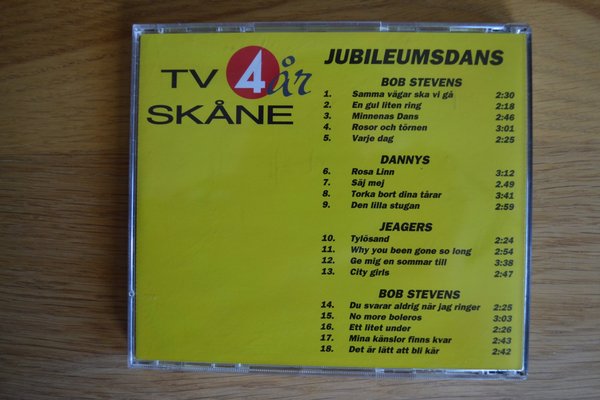 TV 4 år
SKÅNE
JUBILEUMSDANS
BOB STEVENS
1. Samma vägar ska vi gå 2:30
2. En gul liten ring 2:18
3. Minnenas Dans 2:46
4. Rosor och törnen 3:01
5. Varje dag 2:25
DANNYS
6. Rosa Linn 3:12
7. Säj mej 2.49
8. Torka bort dina tårar 3:41
9. Den lilla stugan 2:59
JEAGERS
10. Tylösand 2:24
11. Why you been gone so long 2:54
12. Ge mig en sommar till 3:38
13. City girls 2:47
BOB STEVENS
14. Du svarar aldrig när jag ringer 2:25
15. No more boleros 3:03
16. Ett litet under 2:26
17. Mina känslor finns kvar 2:43
18. Det är lätt att bli kär 2:42